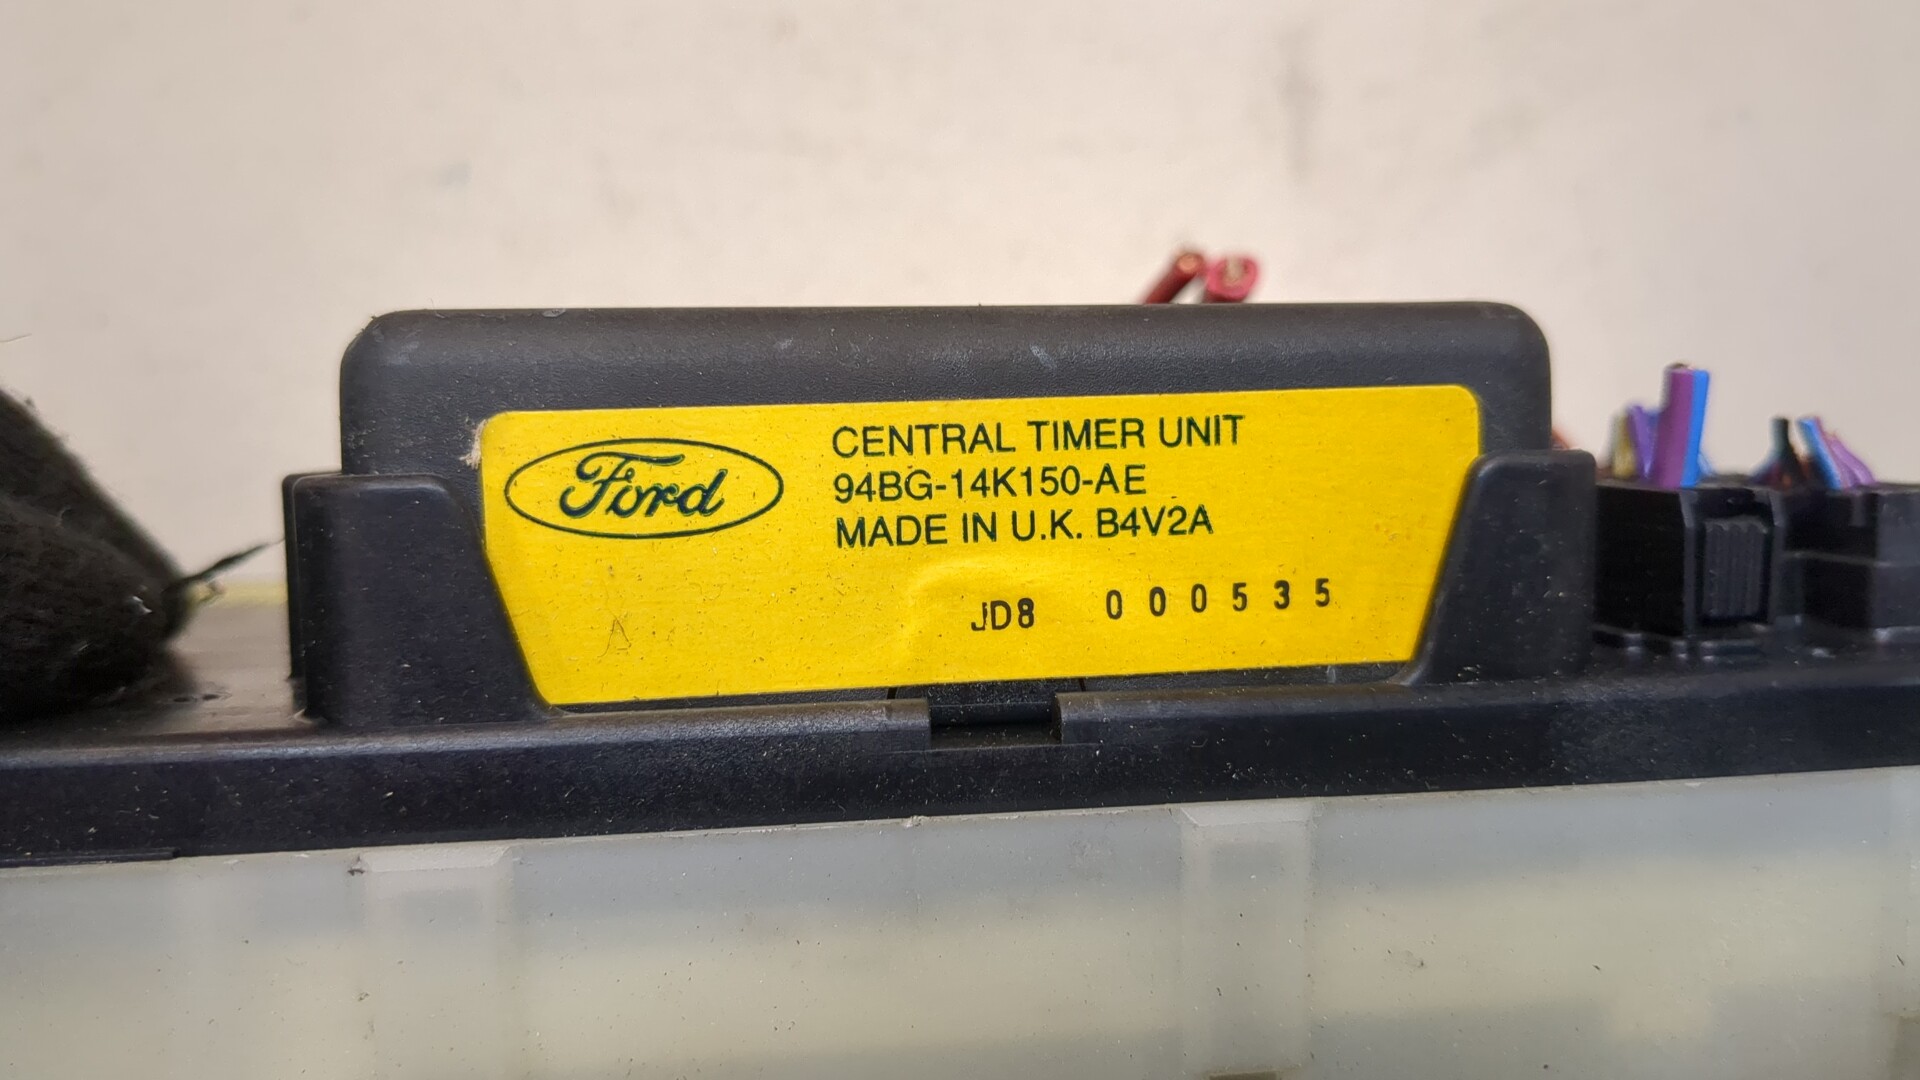 Ford
CENTRAL TIMER UNIT
94BG-14K150-AE
MADE IN U.K. B4V2A
JD8 000535